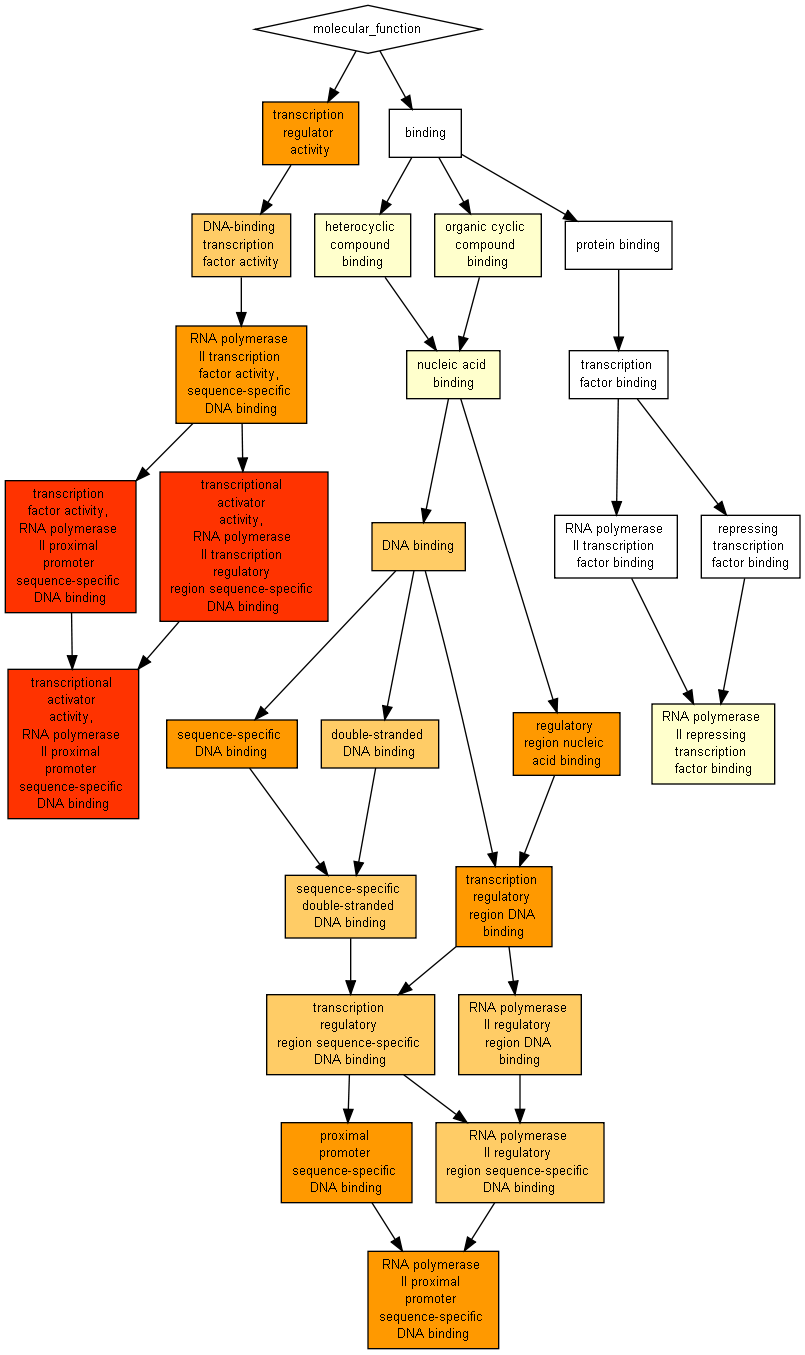 molecular_function
transcription
regulator
activity
binding
DNA-binding
transcription
factor activity
heterocyclic
compound
binding
organic cyclic
compound
binding
protein binding
RNA polymerase
II transcription
factor activity,
sequence-specific
DNA binding
nucleic acid
binding
transcription
factor binding
transcription
factor activity,
RNA polymerase
II proximal
promoter
sequence-specific
DNA binding
transcriptional
activator
activity,
RNA polymerase
II transcription
regulatory
region sequence-specific
DNA binding
DNA binding
RNA polymerase
II transcription
factor binding
repressing
transcription
factor binding
transcriptional
activator
activity,
RNA polymerase
II proximal
promoter
sequence-specific
DNA binding
sequence-specific
DNA binding
double-stranded
DNA binding
regulatory
region nucleic
acid binding
RNA polymerase
II repressing
transcription
factor binding
sequence-specific
double-stranded
DNA binding
transcription
regulatory
region DNA
binding
transcription
regulatory
region sequence-specific
DNA binding
RNA polymerase
II regulatory
region DNA
binding
proximal
promoter
sequence-specific
DNA binding
RNA polymerase
II regulatory
region sequence-specific
DNA binding
RNA polymerase
II proximal
promoter
sequence-specific
DNA binding